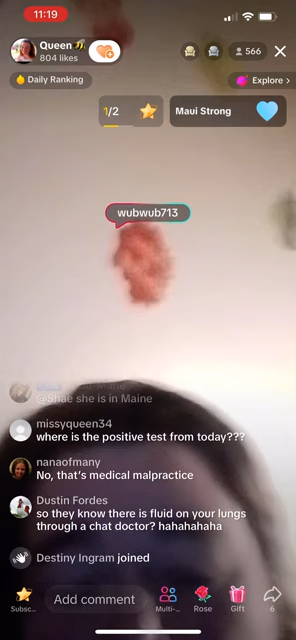 11:19
Queen 🐝
804 likes
566
Daily Ranking
Explore >
1/2
Maui Strong
wubwub713
@Shae she is in Maine
missyqueen34
where is the positive test from today???
nanaofmany
No, that's medical malpractice
Dustin Fordes
so they know there is fluid on your lungs
through a chat doctor? hahahahaha
Destiny Ingram joined
Subsc...
Add comment
Multi-...
Rose
Gift
6